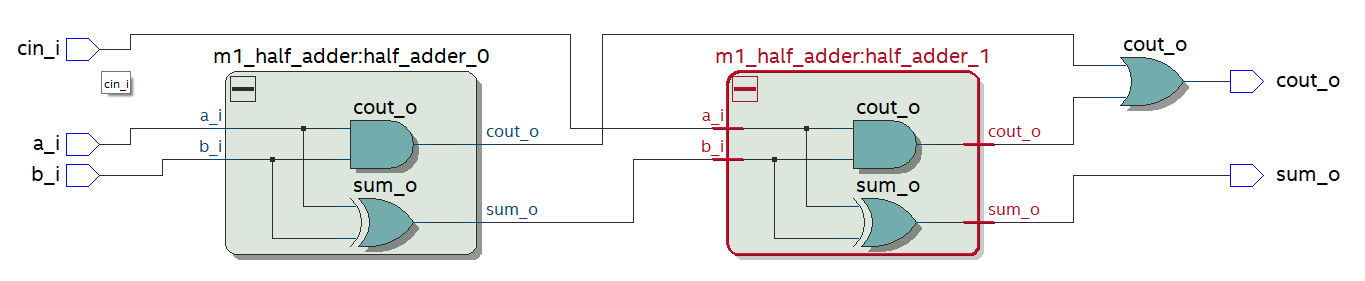 cin_i
cin_i
a_i
b_i
m1_half_adder:half_adder_0
a_i
b_i
cout_o
sum_o
cout_o
sum_o
m1_half_adder:half_adder_1
a_i
b_i
cout_o
sum_o
cout_o
sum_o
cout_o
cout_o
sum_o